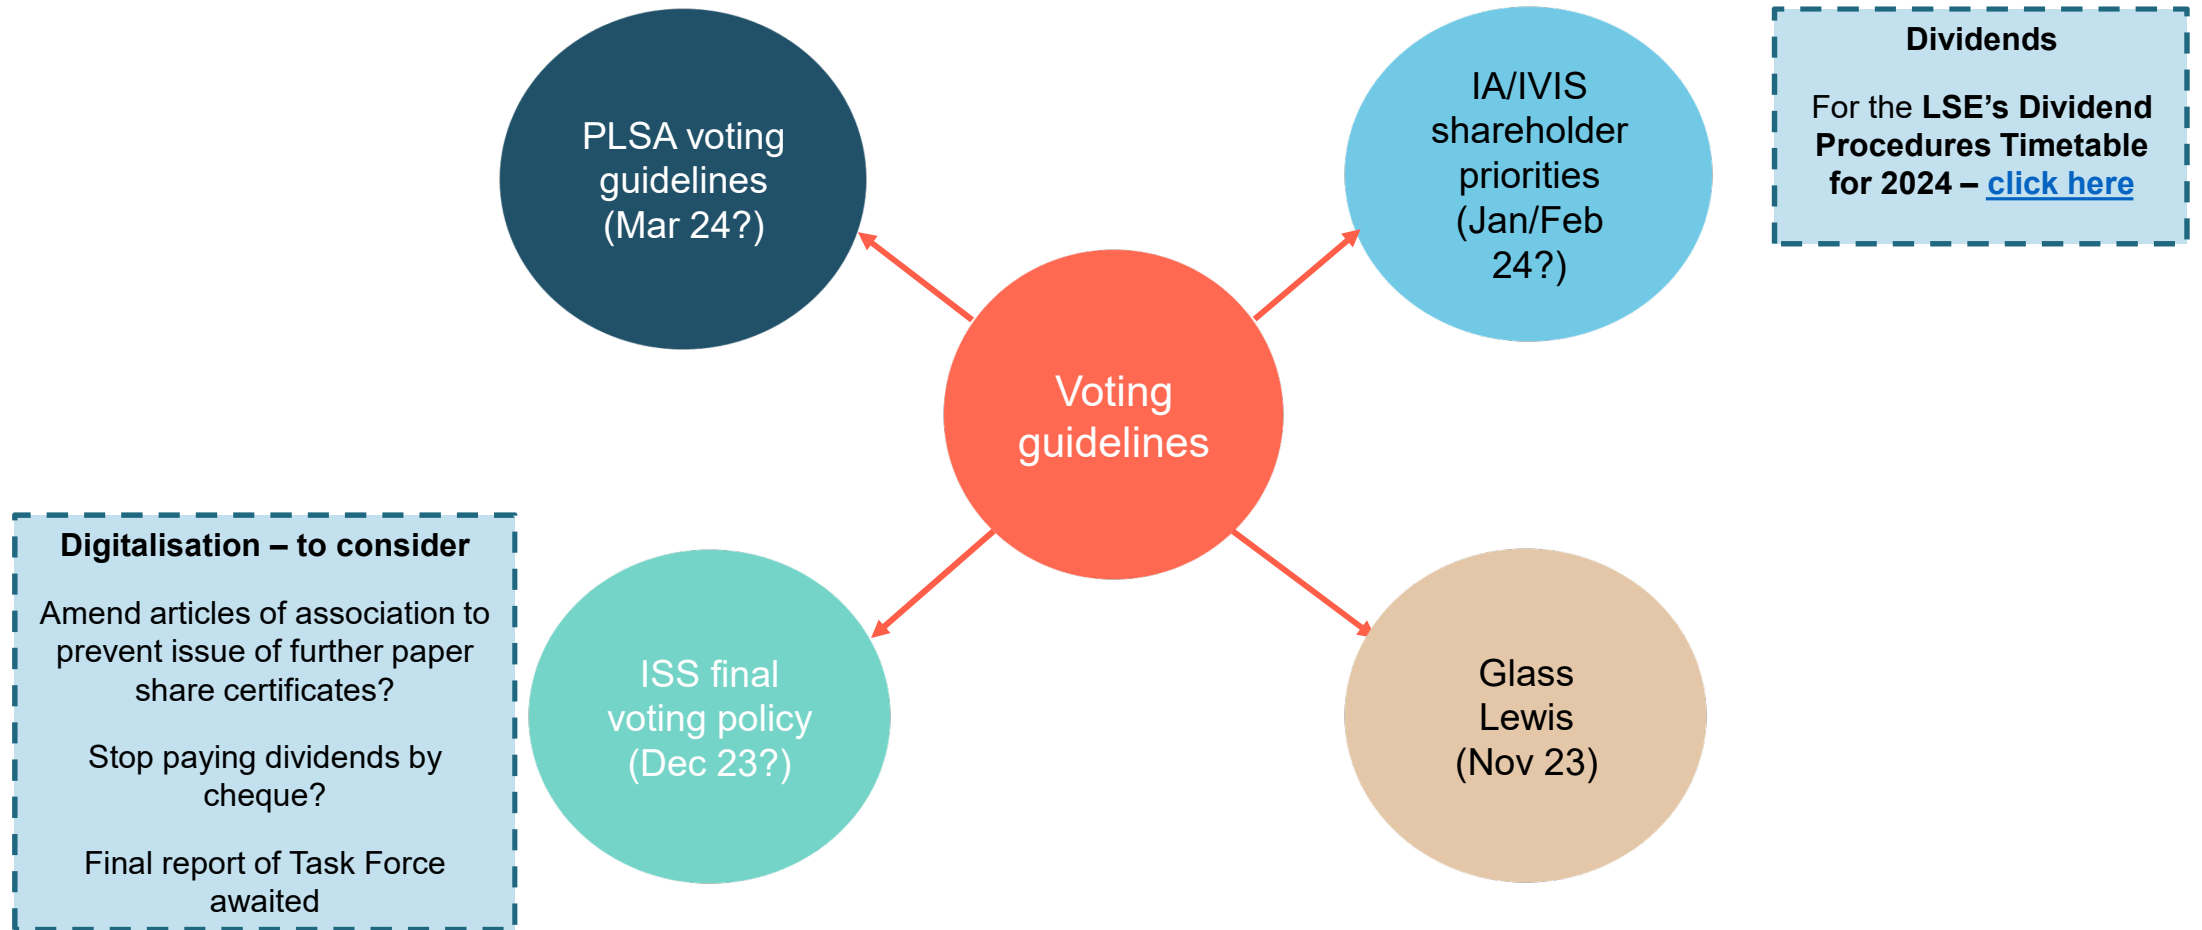 PLSA voting
guidelines
(Mar 24?)
IA/IVIS
shareholder
priorities
(Jan/Feb
24?)
Dividends
For the LSE’s Dividend
Procedures Timetable
for 2024 – click here
Voting
guidelines
Digitalisation – to consider
Amend articles of association to
prevent issue of further paper
share certificates?
Stop paying dividends by
cheque?
Final report of Task Force
awaited
ISS final
voting policy
(Dec 23?)
Glass
Lewis
(Nov 23)